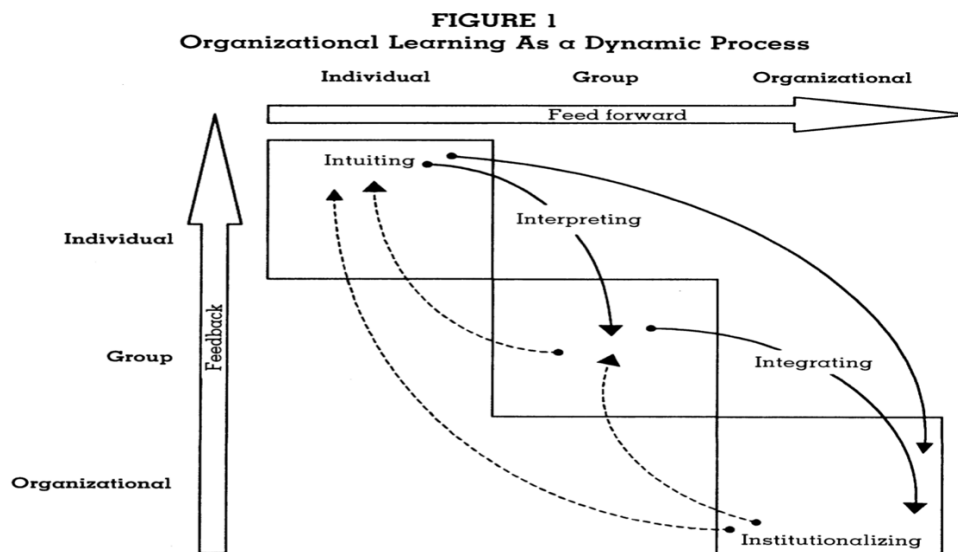 FIGURE 1
Organizational Learning As a Dynamic Process
Individual
Group
Organizational
Feed forward
Intuiting
Interpreting
Individual
Feedback
Group
Integrating
Organizational
Institutionalizing